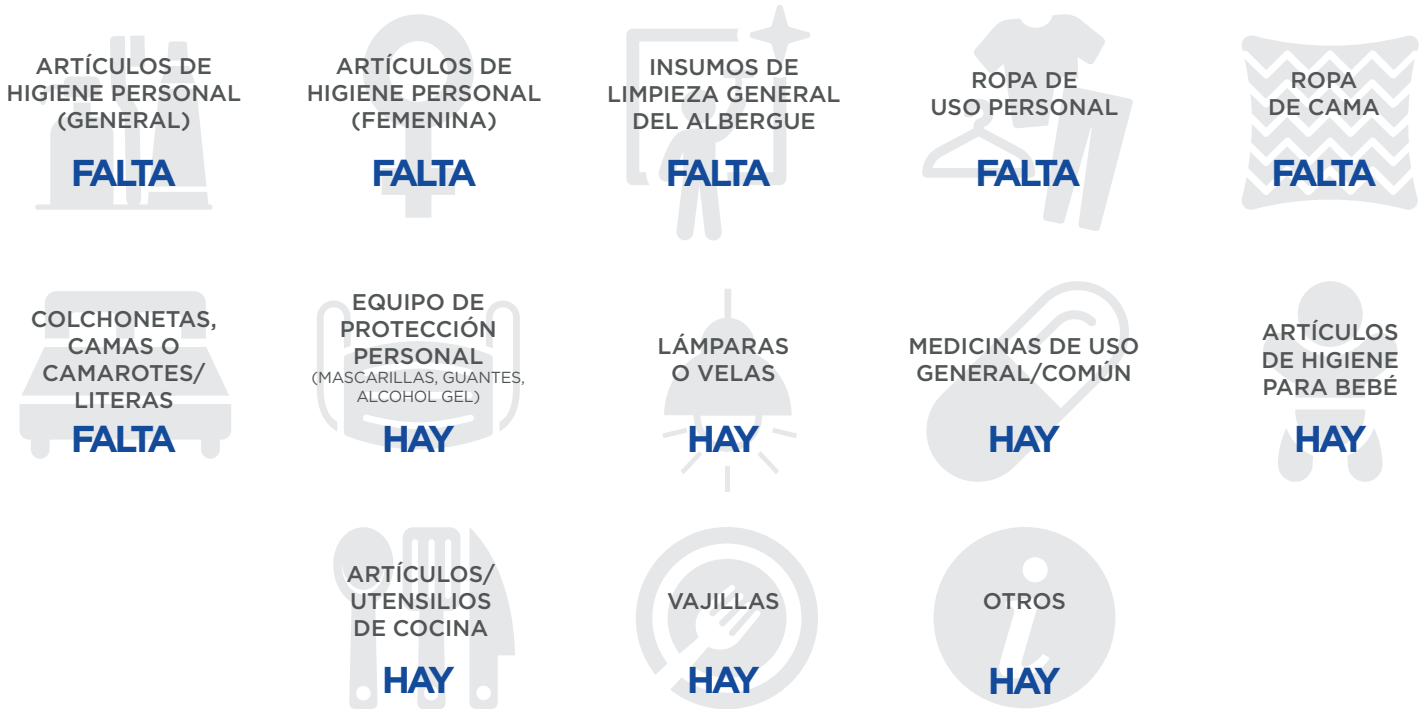 ARTÍCULOS DE
HIGIENE PERSONAL
(GENERAL)
FALTA
ARTÍCULOS DE
HIGIENE PERSONAL
(FEMENINA)
FALTA
INSUMOS DE
LIMPIEZA GENERAL
DEL ALBERGUE
FALTA
ROPA DE
USO PERSONAL
FALTA
ROPA
DE CAMA
FALTA
COLCHONETAS,
CAMAS O
CAMAROTES/
LITERAS
FALTA
EQUIPO DE
PROTECCIÓN
PERSONAL
(MASCARILLAS, GUANTES,
ALCOHOL GEL)
HAY
LÁMPARAS
O VELAS
HAY
MEDICINAS DE USO
GENERAL/COMÚN
HAY
ARTÍCULOS
DE HIGIENE
PARA BEBÉ
HAY
ARTÍCULOS/
UTENSILIOS
DE COCINA
HAY
VAJILLAS
HAY
OTROS
HAY